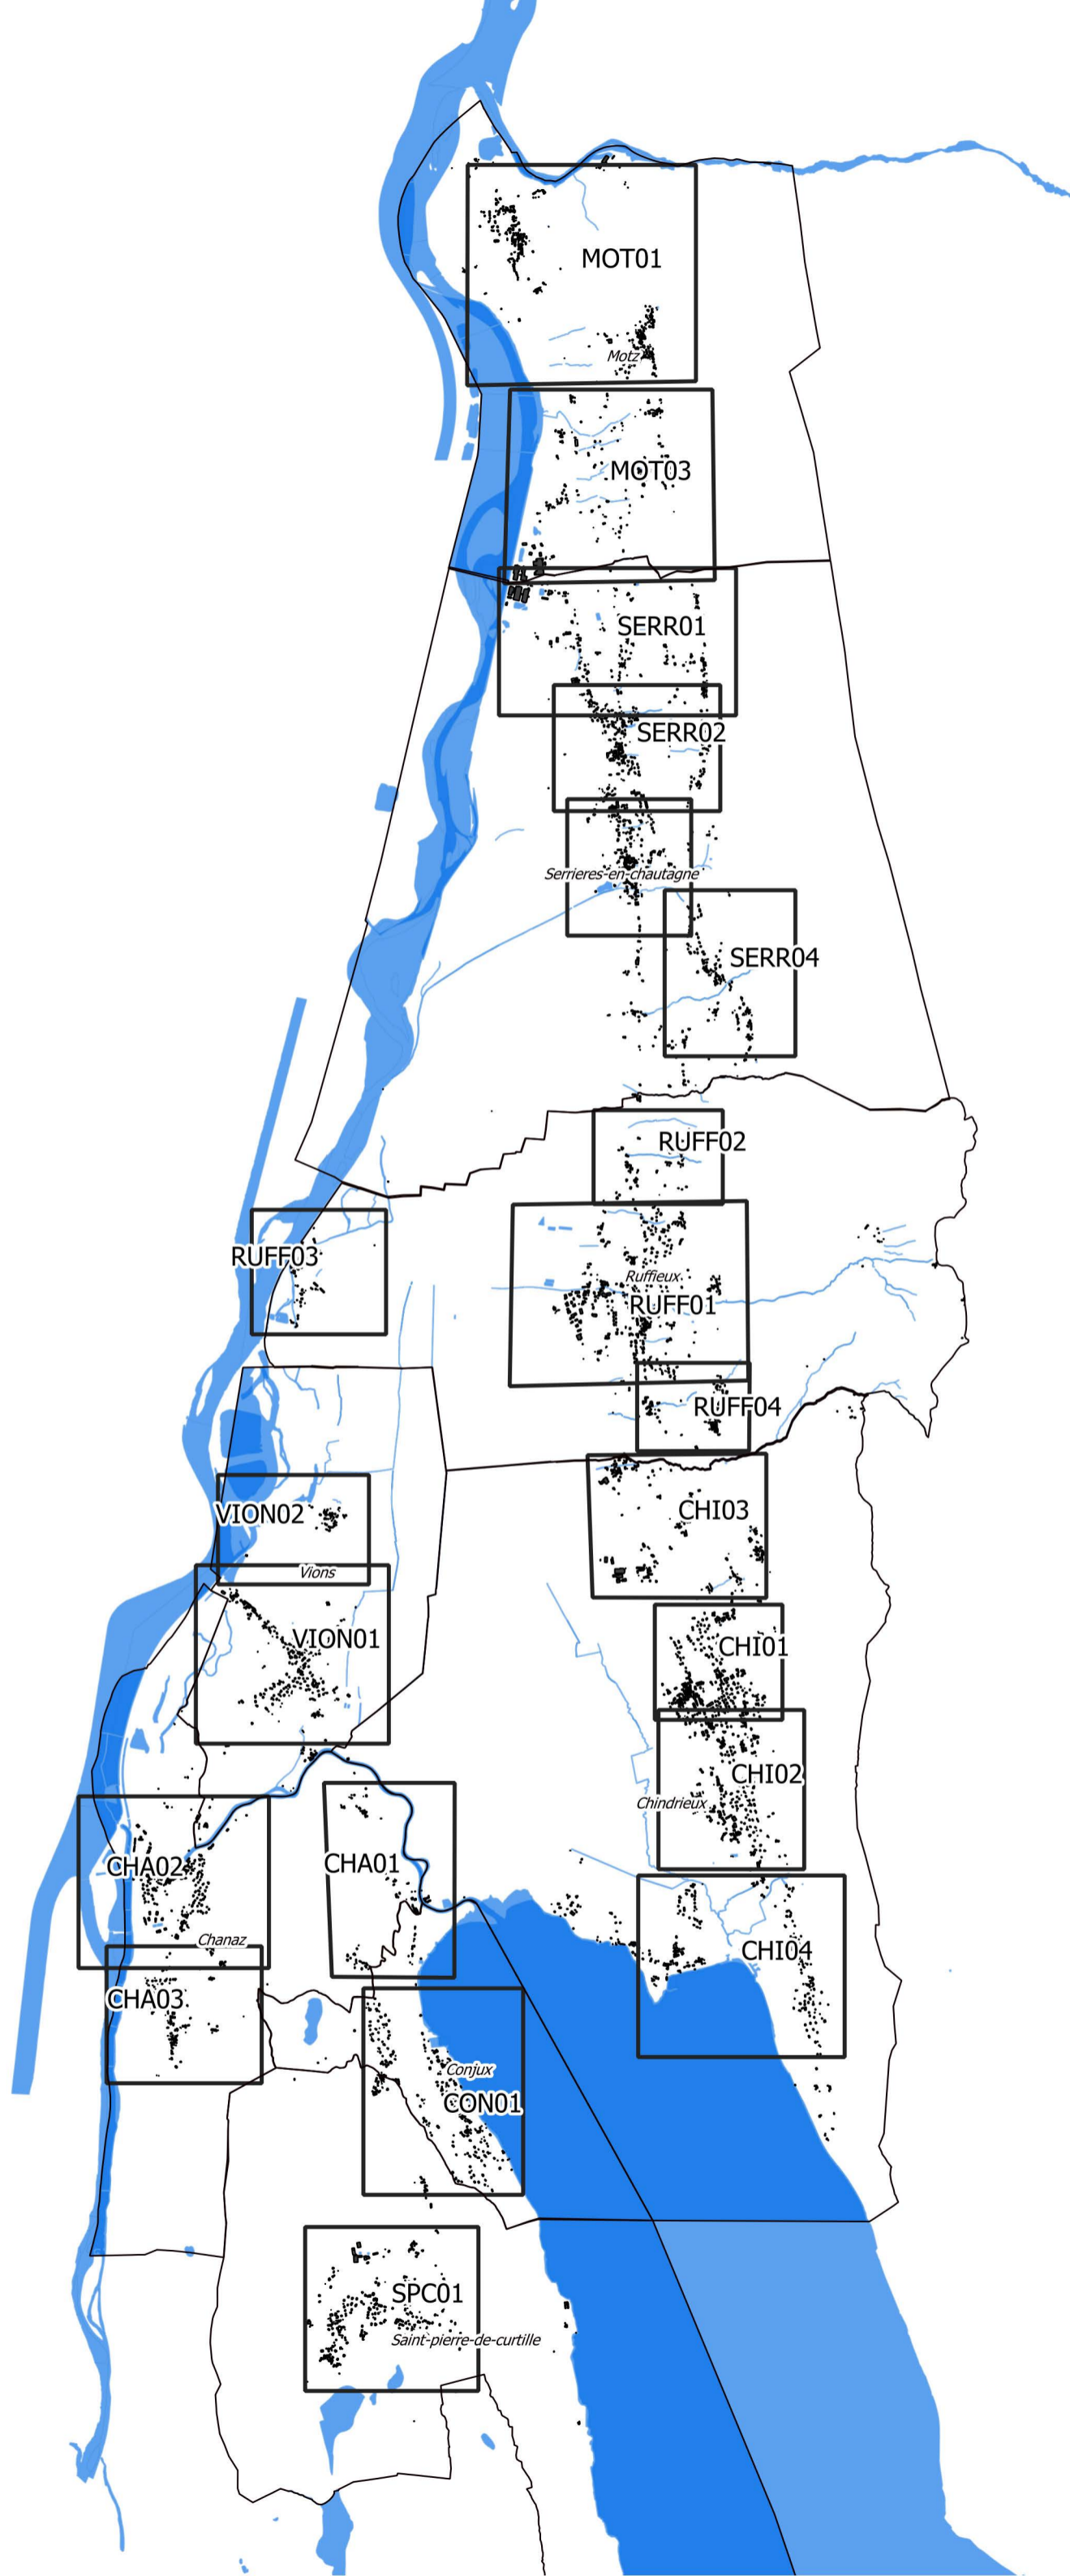 MOT01
Motz
MOT03
SERR01
SERR02
Serrieres-en-chautagne
SERR04
RUFF02
RUFF03
Ruffieux
RUFF01
RUFF04
CHI03
VION02
Vions
VION01
CHI01
CHI02
Chindrieux
CHA02
CHA01
Chanaz
CHI04
CHA03
Conjux
CON01
SPC01
Saint-pierre-de-curtille